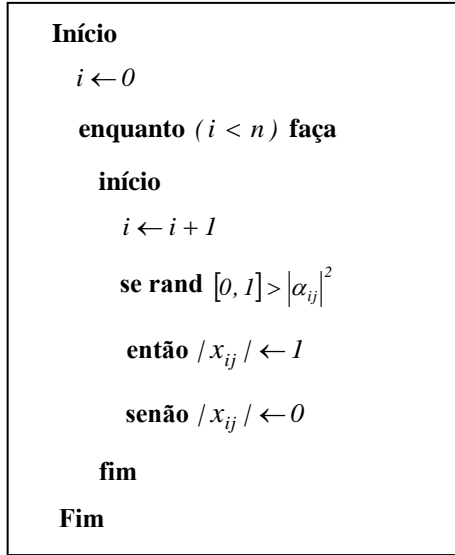 Início
i ← 0
enquanto ( i < n ) faça
início
i ← i + 1
se rand [0, 1] > |α_ij|²
então | x_ij | ← 1
senão | x_ij | ← 0
fim
Fim